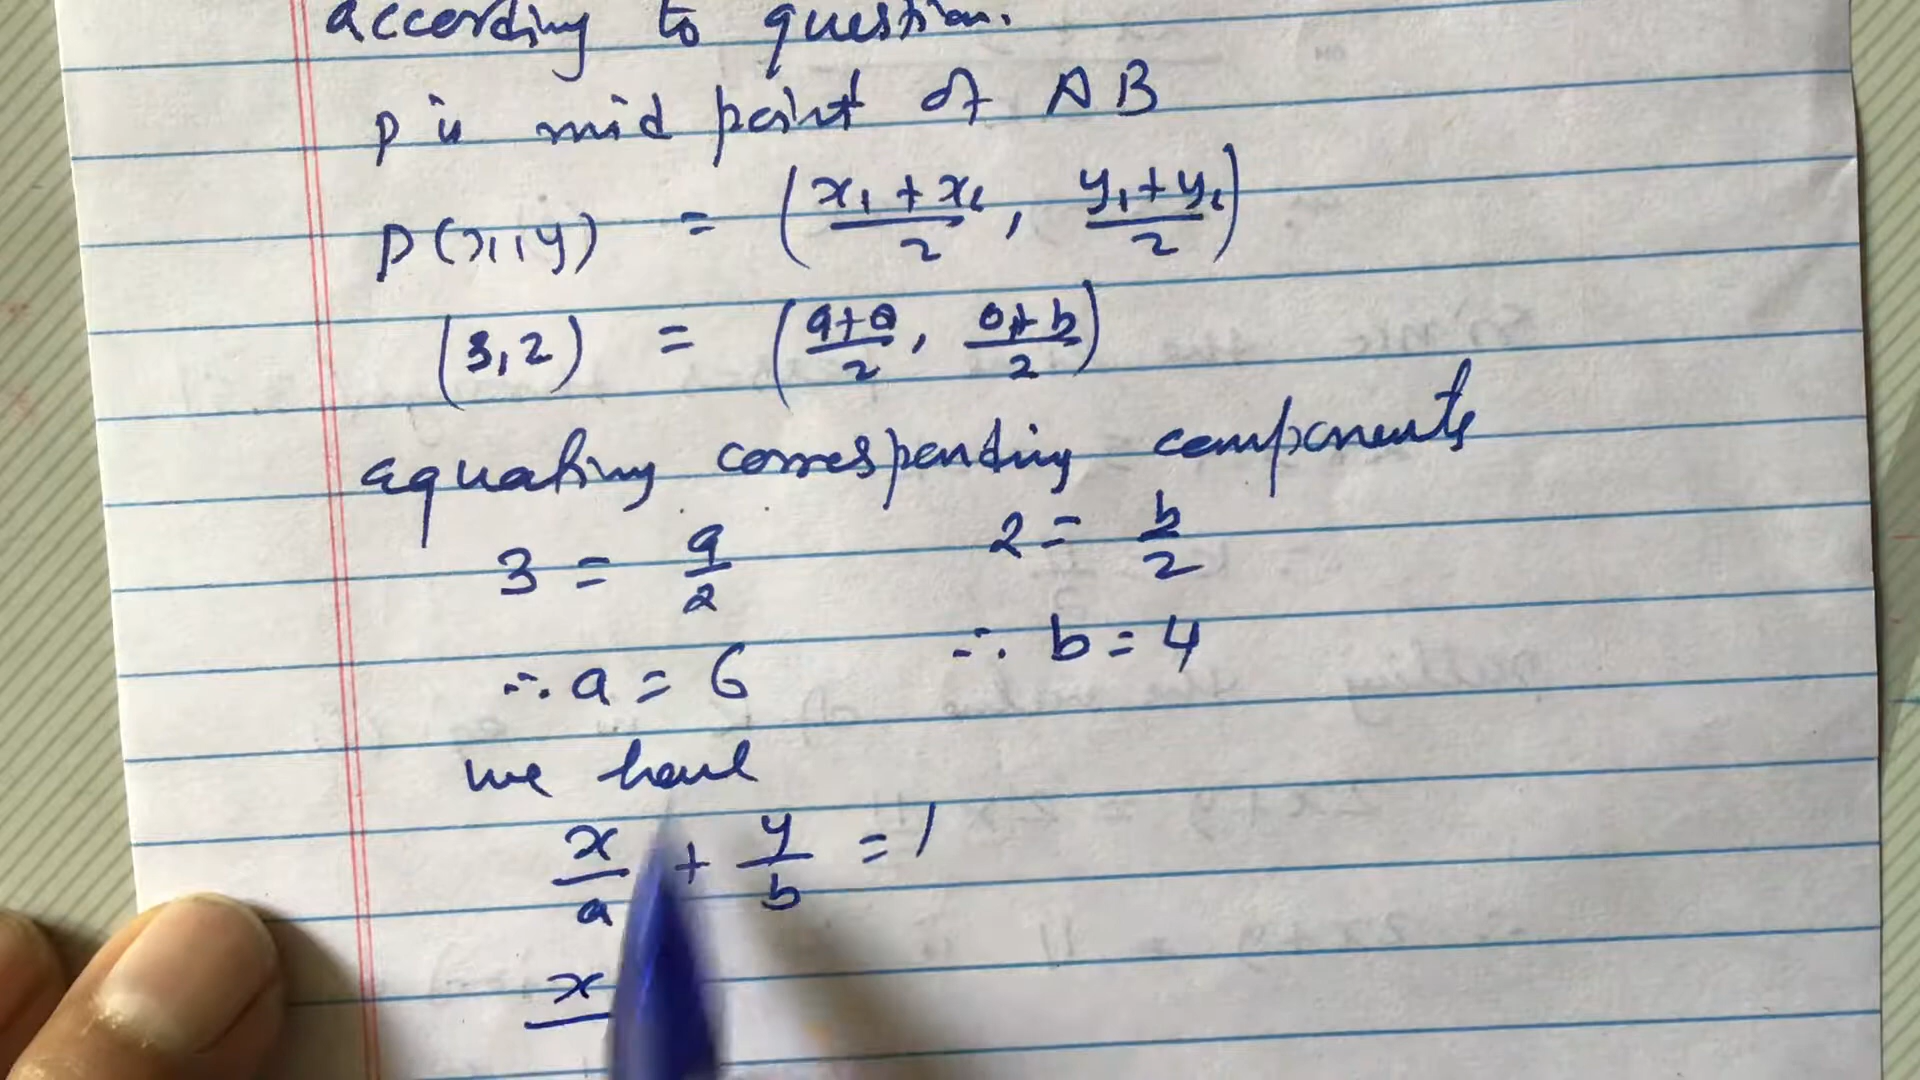 according to question.
P is mid point of AB
P(x,y) = (x₁+x₂/2, y₁+y₂/2)
(3,2) = (a+0/2, 0+b/2)
equating corresponding components
3 = a/2 2 = b/2
∴ a = 6 ∴ b = 4
we have
x/a + y/b = 1
x